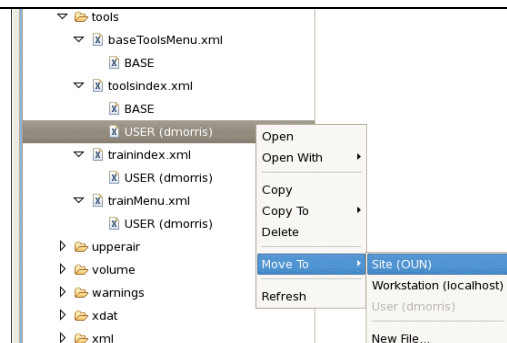 tools
baseToolsMenu.xml
BASE
toolsindex.xml
BASE
USER (dmorris)
trainindex.xml
USER (dmorris)
trainMenu.xml
USER (dmorris)
upperair
volume
warnings
xdat
xml
Open
Open With
Copy
Copy To
Delete
Move To
Refresh
Site (OUN)
Workstation (localhost)
User (dmorris)
New File...